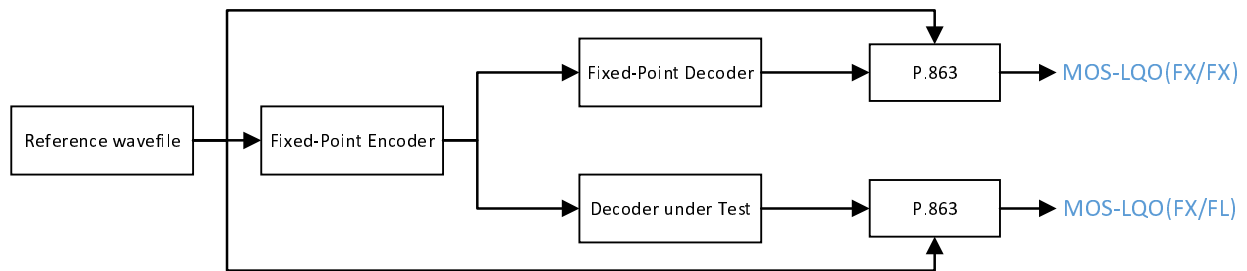 Fixed-Point Decoder
P.863
MOS-LQO(FX/FX)
Reference wavefile
Fixed-Point Encoder
Decoder under Test
P.863
MOS-LQO(FX/FL)